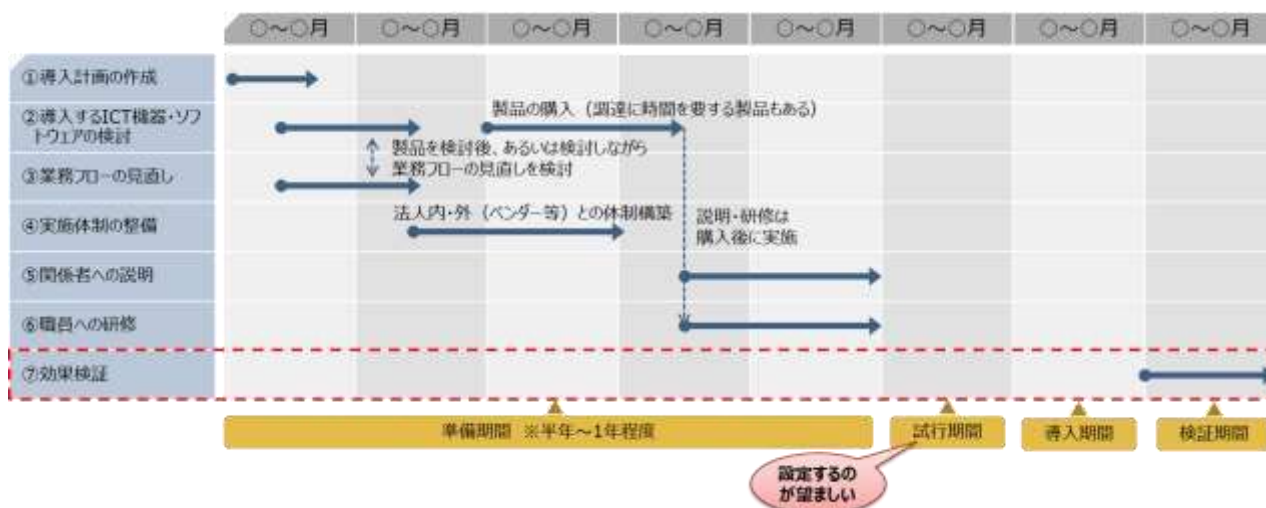 ○～○月 ○～○月 ○～○月 ○～○月 ○～○月 ○～○月 ○～○月 ○～○月
①導入計画の作成
②導入するICT機器・ソフ
トウェアの検討
製品の購入（調達に時間を要する製品もある）
製品を検討後、あるいは検討しながら
業務フローの見直しを検討
③業務フローの見直し
④実施体制の整備
法人内・外（ベンダー等）との体制構築
説明・研修は
購入後に実施
⑤関係者への説明
⑥職員への研修
⑦効果検証
準備期間 ※半年～1年程度
試行期間
導入期間
検証期間
設定するの
が望ましい